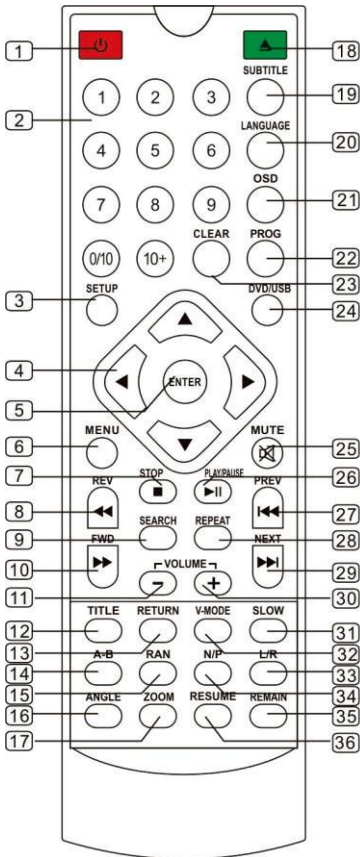 1 18
SUBTITLE
2 1 2 3 19
LANGUAGE
4 5 6 20
OSD
7 8 9 21
CLEAR PROG
0/10 10+ 22
23
SETUP DVD/USB
3 24
4
ENTER
5
MENU MUTE
6 25
STOP PLAY/PAUSE
7 26
REV PREV
8 27
SEARCH REPEAT
9 28
FWD NEXT
10 VOLUME 29
11 - + 30
TITLE RETURN V-MODE SLOW
12 31
13 32
A-B RAN N/P L/R
14 33
15 34
ANGLE ZOOM RESUME REMAIN
16 35
17 36